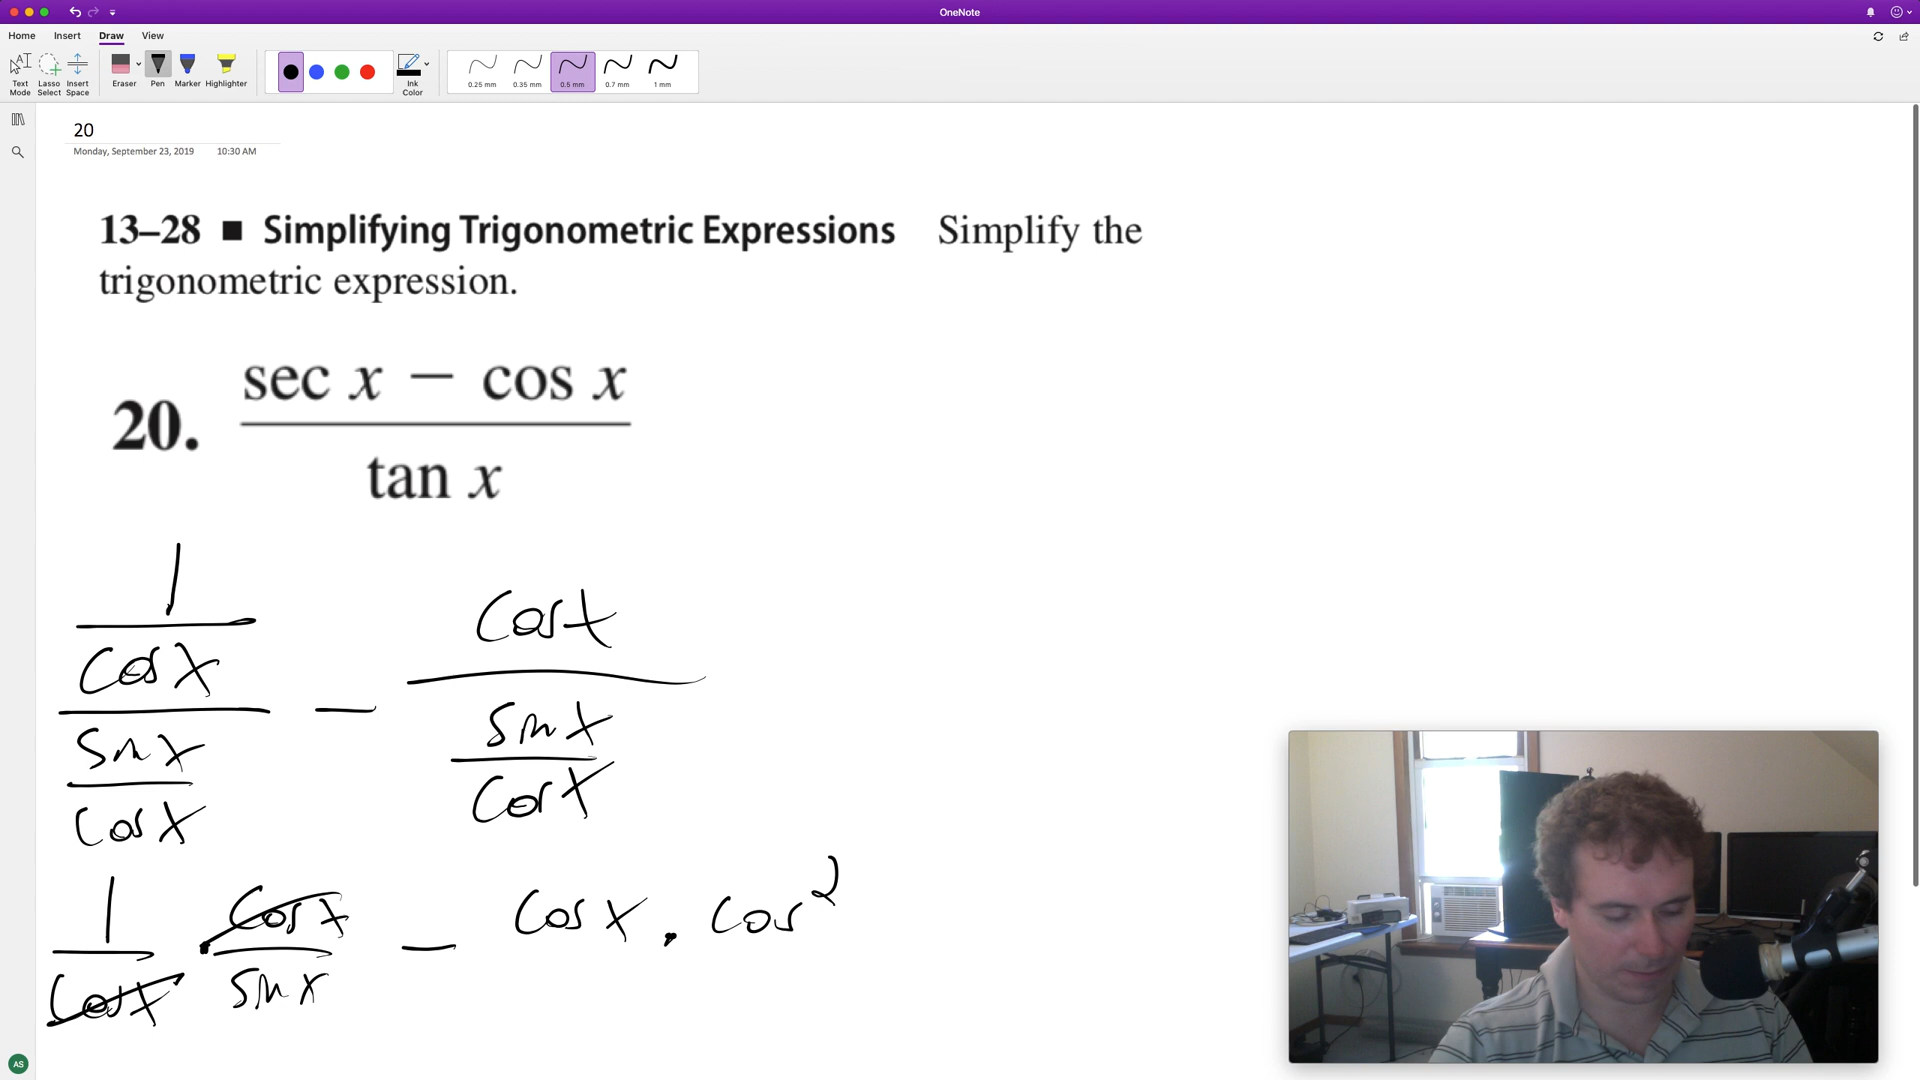 OneNote
Home Insert Draw View
Text Mode
Lasso Select
Insert Space
Eraser
Pen
Marker
Highlighter
Ink Color
0.25 mm
0.35 mm
0.5 mm
0.7 mm
1 mm
20
Monday, September 23, 2019 10:30 AM
13–28 ■ Simplifying Trigonometric Expressions Simplify the
trigonometric expression.
sec x − cos x
20.
tan x
1
cos x
sin x
cos x
−
cos x
sin x
cos x
1 cos x − cos x . cos 2
cos x sin x
AS